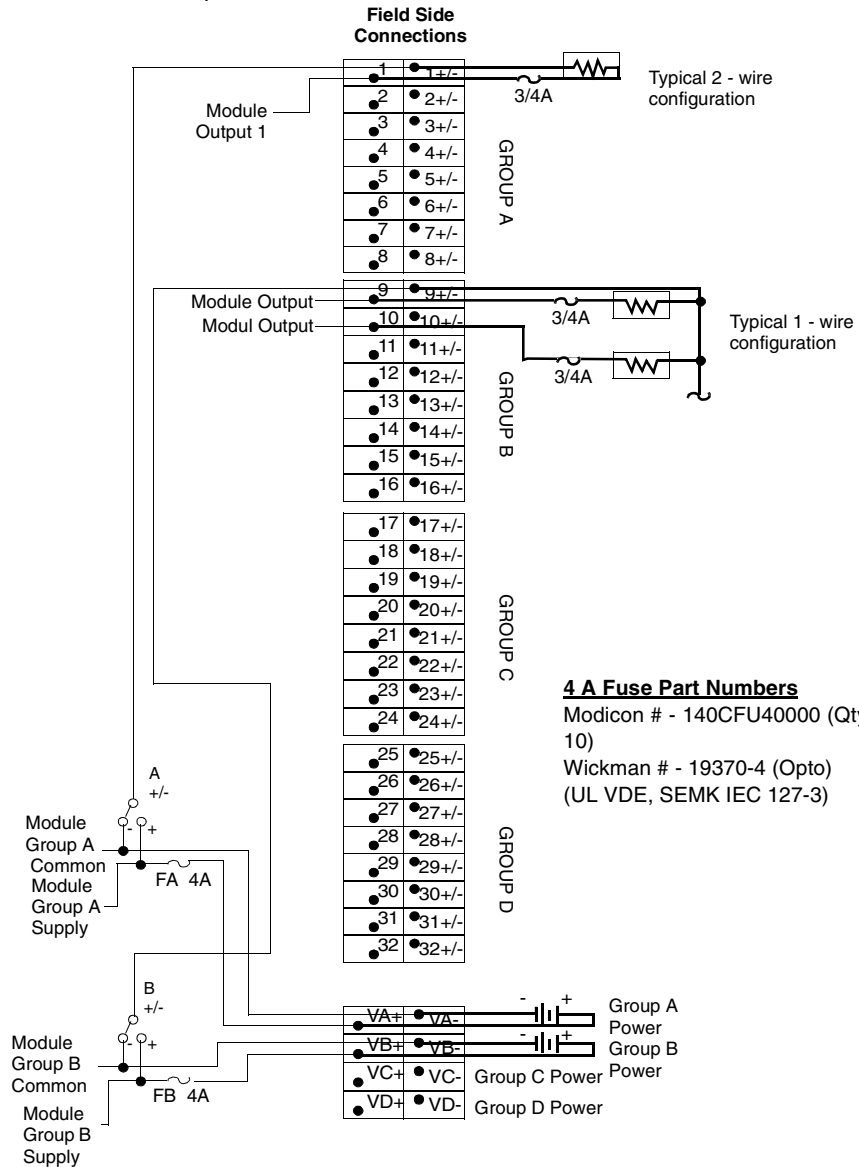 Field Side
Connections
1 1+/-
2 2+/-
3 3+/-
4 4+/-
5 5+/-
6 6+/-
7 7+/-
8 8+/-
GROUP A
Module
Output 1
3/4A
Typical 2 - wire
configuration
9 9+/-
10 10+/-
11 11+/-
12 12+/-
13 13+/-
14 14+/-
15 15+/-
16 16+/-
GROUP B
Module Output
Modul Output
3/4A
3/4A
Typical 1 - wire
configuration
17 17+/-
18 18+/-
19 19+/-
20 20+/-
21 21+/-
22 22+/-
23 23+/-
24 24+/-
GROUP C
4 A Fuse Part Numbers
Modicon # - 140CFU40000 (Qty
10)
Wickman # - 19370-4 (Opto)
(UL VDE, SEMK IEC 127-3)
25 25+/-
26 26+/-
27 27+/-
28 28+/-
29 29+/-
30 30+/-
31 31+/-
32 32+/-
GROUP D
A
+/-
- +
Module
Group A
Common
Module
Group A
Supply
FA 4A
B
+/-
- +
Module
Group B
Common
Module
Group B
Supply
FB 4A
VA+ VA-
VB+ VB-
VC+ VC- Group C Power
VD+ VD- Group D Power
- +
Group A
Power
- +
Group B
Power